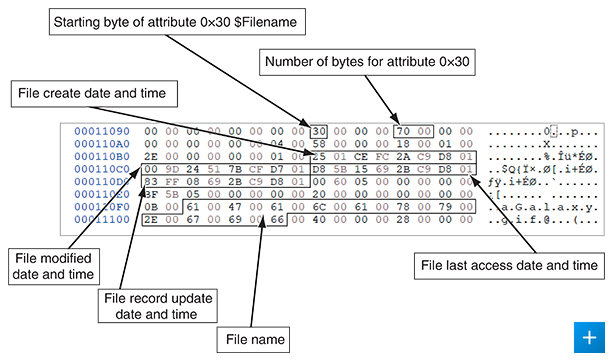 Starting byte of attribute 0×30 $Filename
Number of bytes for attribute 0×30
File create date and time
00011090 00 00 00 00 00 00 00 00 30 00 00 00 70 00 00 00 ........0...p...
000110A0 00 00 00 00 00 00 04 00 58 00 00 00 18 00 01 00 ........X.......
000110B0 2E 00 00 00 00 00 01 00 25 01 CE FC 2A C9 D8 01 ........%.Îü*ÉØ.
000110C0 00 9D 24 51 7B CF D7 01 D8 5B 15 69 2B C9 D8 01 ..$Q{Ï×.Ø[.i+ÉØ.
000110D0 83 FF 08 69 2B C9 D8 01 00 60 05 00 00 00 00 00 ƒÿ.i+ÉØ..`......
000110E0 BF 5B 05 00 00 00 00 00 20 00 00 00 00 00 00 00 ¿[...... .......
000110F0 0B 00 61 00 47 00 61 00 6C 00 61 00 78 00 79 00 ..a.G.a.l.a.x.y.
00011100 2E 00 67 00 69 00 66 00 40 00 00 00 28 00 00 00 ..g.i.f.@...(...
File modified
date and time
File last access date and time
File record update
date and time
File name